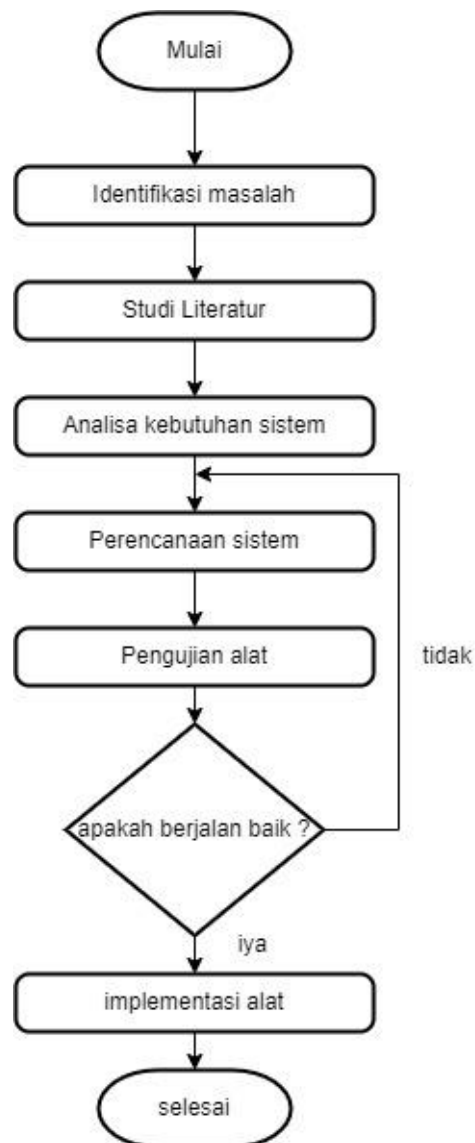 Mulai
Identifikasi masalah
Studi Literatur
Analisa kebutuhan sistem
Perencanaan sistem
Pengujian alat
tidak
apakah berjalan baik ?
iya
implementasi alat
selesai